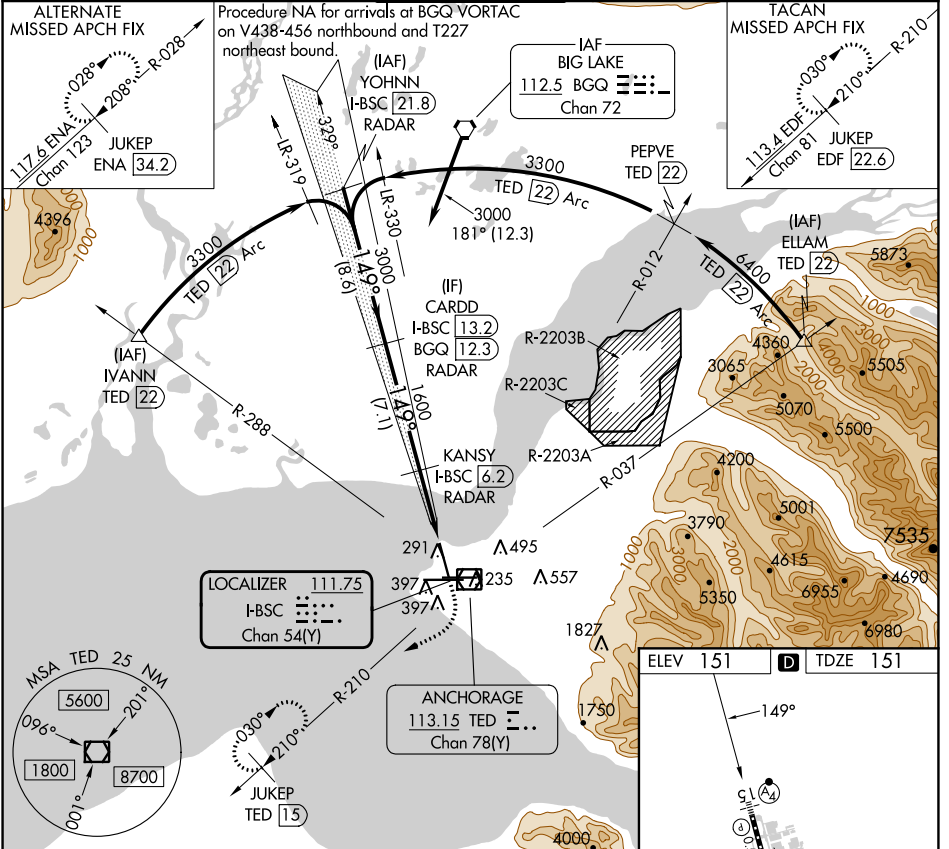 ALTERNATE
MISSED APCH FIX
R-028
028°
208°
117.6 ENA
Chan 123
JUKEP
ENA 34.2
Procedure NA for arrivals at BGQ VORTAC
on V438-456 northbound and T227
northeast bound.
TACAN
MISSED APCH FIX
R-210
030°
210°
113.4 EDF
Chan 81
JUKEP
EDF 22.6
(IAF)
YOHNN
I-BSC 21.8
RADAR
IAF
BIG LAKE
112.5 BGQ
Chan 72
329°
LR-319
LR-330
3300
TED 22 Arc
PEPVE
TED 22
3000
181° (12.3)
(IAF)
ELLAM
TED 22
6400
TED 22 Arc
R-012
4396
1000
3300
TED 22 Arc
3000
149°
(8.6)
(IF)
CARDD
I-BSC 13.2
BGQ 12.3
RADAR
(IAF)
IVANN
TED 22
R-288
1600
149°
(7.1)
KANSY
I-BSC 6.2
RADAR
R-2203B
R-2203C
R-2203A
R-037
5873
1000
3000
2000
4360
3065
5505
5070
5500
4200
5001
3790
2000
1000
3000
7535
4615
4690
5350
6955
6980
291
495
397
235
557
397
1827
1750
LOCALIZER 111.75
I-BSC
Chan 54(Y)
ANCHORAGE
113.15 TED
Chan 78(Y)
R-210
030°
210°
JUKEP
TED 15
MSA TED 25 NM
5600
201°
096°
1800
8700
001°
4000
ELEV 151
D
TDZE 151
149°
15
A4
P